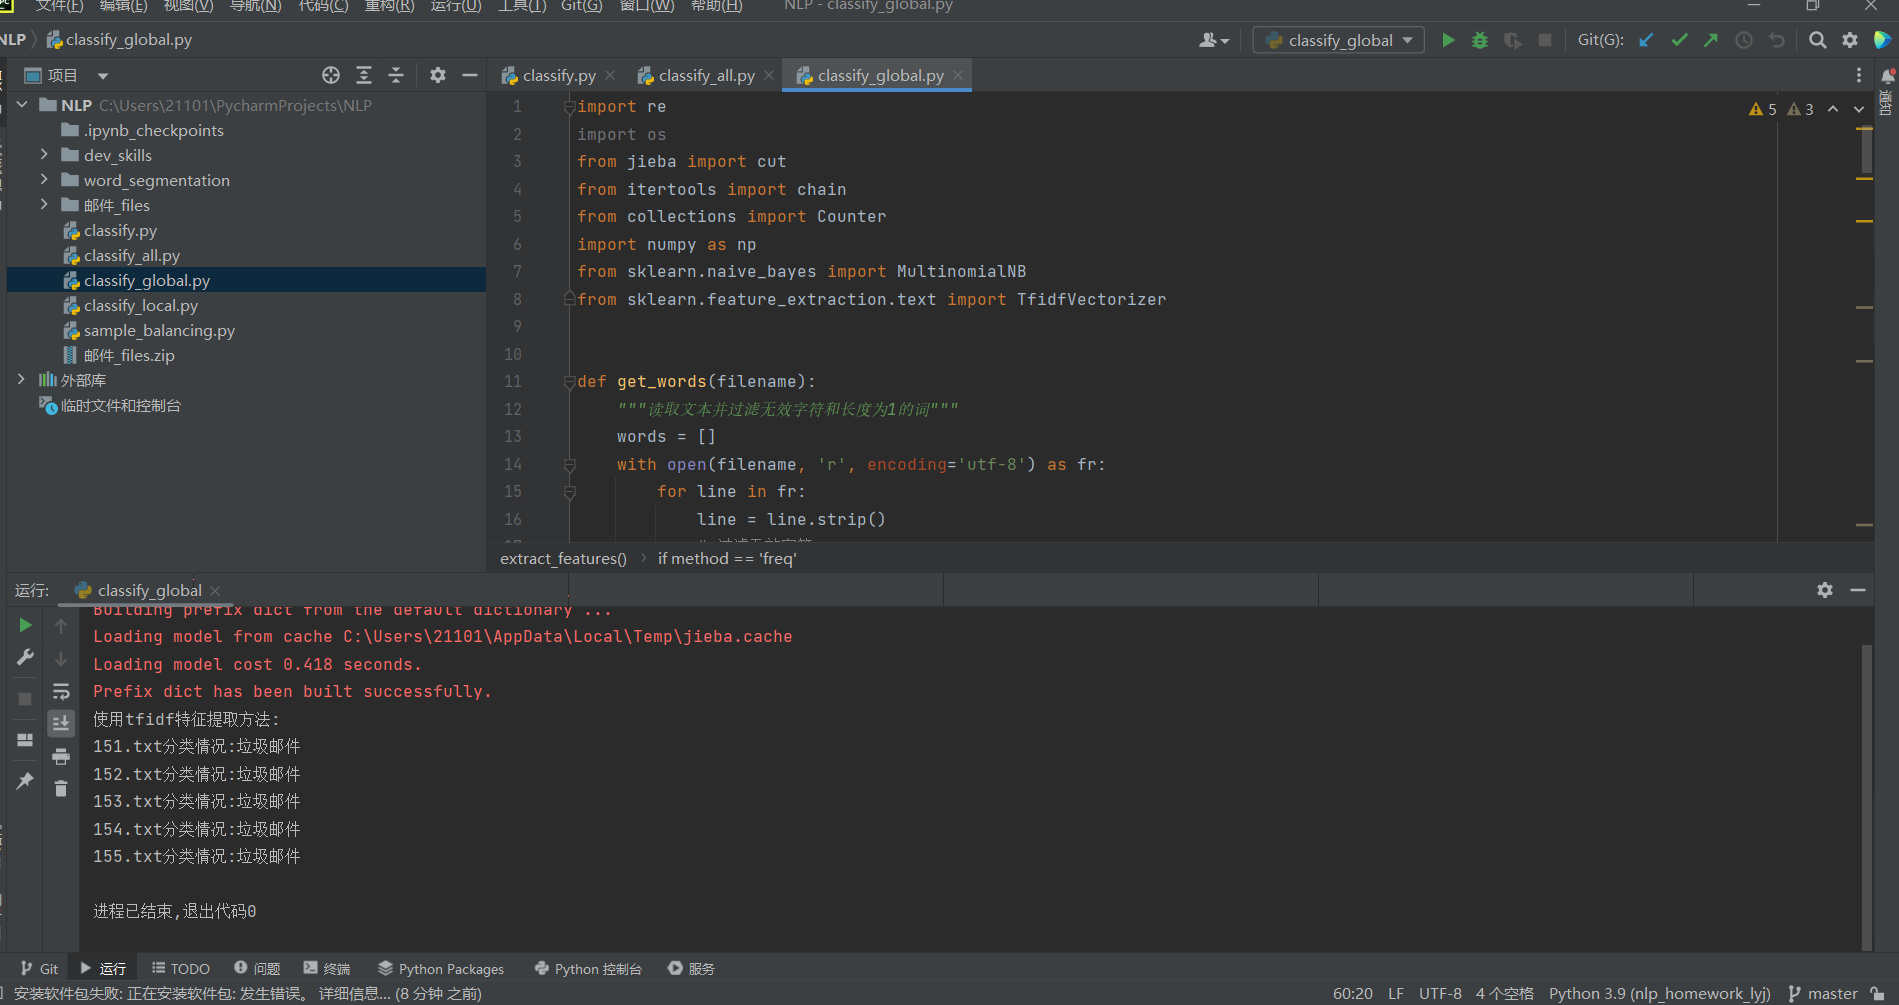 文件(F) 编辑(E) 视图(V) 导航(N) 代码(C) 重构(R) 运行(U) 工具(T) Git(G) 窗口(W) 帮助(H) NLP - classify_global.py
NLP classify_global.py
classify_global
Git(G):
项目
classify.py classify_all.py classify_global.py
通知
NLP C:\Users\21101\PycharmProjects\NLP
.ipynb_checkpoints
dev_skills
word_segmentation
邮件_files
classify.py
classify_all.py
classify_global.py
classify_local.py
sample_balancing.py
邮件_files.zip
外部库
临时文件和控制台
5 3
1 import re
2 import os
3 from jieba import cut
4 from itertools import chain
5 from collections import Counter
6 import numpy as np
7 from sklearn.naive_bayes import MultinomialNB
8 from sklearn.feature_extraction.text import TfidfVectorizer
9
10
11 def get_words(filename):
12 """读取文本并过滤无效字符和长度为1的词"""
13 words = []
14 with open(filename, 'r', encoding='utf-8') as fr:
15 for line in fr:
16 line = line.strip()
extract_features() if method == 'freq'
运行: classify_global
Building prefix dict from the default dictionary ...
Loading model from cache C:\Users\21101\AppData\Local\Temp\jieba.cache
Loading model cost 0.418 seconds.
Prefix dict has been built successfully.
使用tfidf特征提取方法:
151.txt分类情况:垃圾邮件
152.txt分类情况:垃圾邮件
153.txt分类情况:垃圾邮件
154.txt分类情况:垃圾邮件
155.txt分类情况:垃圾邮件
进程已结束,退出代码0
Git 运行 TODO 问题 终端 Python Packages Python 控制台 服务
安装软件包失败: 正在安装软件包: 发生错误。 详细信息... (8 分钟 之前) 60:20 LF UTF-8 4 个空格 Python 3.9 (nlp_homework_lyj) master